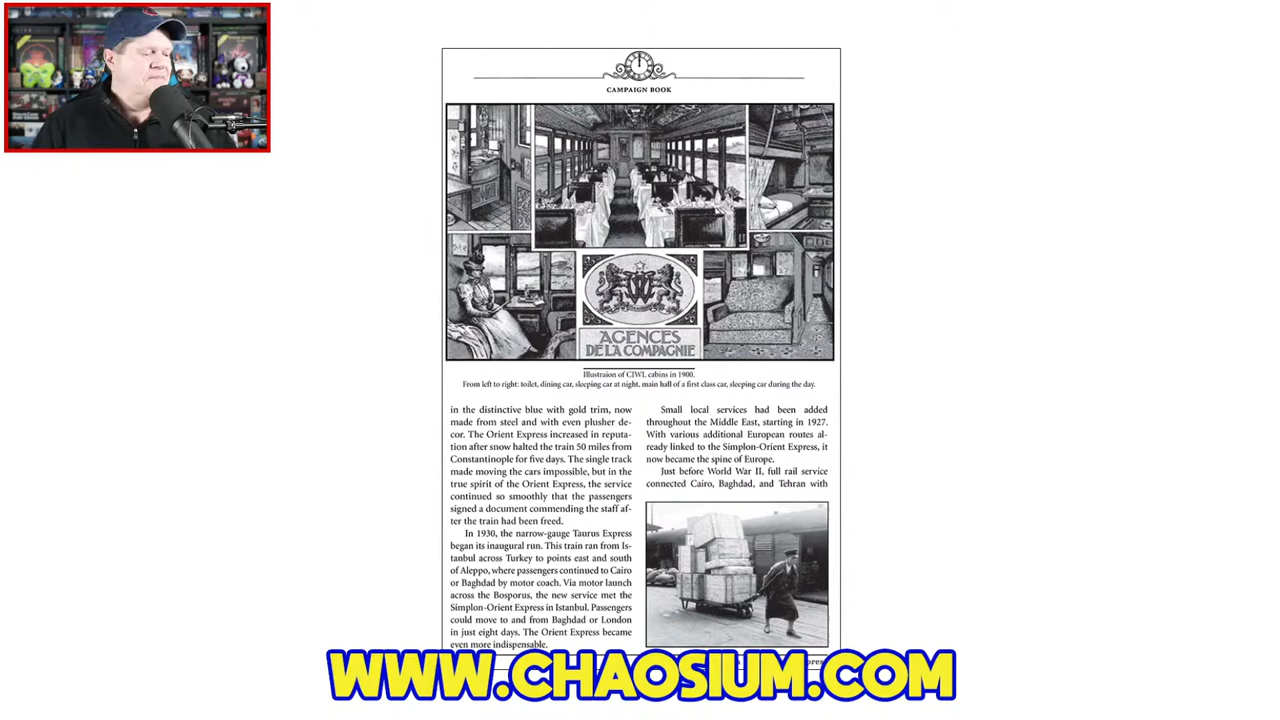 CAMPAIGN BOOK
W
AGENCES
DE LA COMPAGNIE
Illustraion of CIWL cabins in 1900.
From left to right: toilet, dining car, sleeping car at night, main hall of a first class car, sleeping car during the day.
in the distinctive blue with gold trim, now
made from steel and with even plusher de-
cor. The Orient Express increased in reputa-
tion after snow halted the train 50 miles from
Constantinople for five days. The single track
made moving the cars impossible, but in the
true spirit of the Orient Express, the service
continued so smoothly that the passengers
signed a document commending the staff af-
ter the train had been freed.
In 1930, the narrow-gauge Taurus Express
began its inaugural run. This train ran from Is-
tanbul across Turkey to points east and south
of Aleppo, where passengers continued to Cairo
or Baghdad by motor coach. Via motor launch
across the Bosporus, the new service met the
Simplon-Orient Express in Istanbul. Passengers
could move to and from Baghdad or London
in just eight days. The Orient Express became
even more indispensable.
Small local services had been added
throughout the Middle East, starting in 1927.
With various additional European routes al-
ready linked to the Simplon-Orient Express, it
now became the spine of Europe.
Just before World War II, full rail service
connected Cairo, Baghdad, and Tehran with
WWW.CHAOSIUM.COM